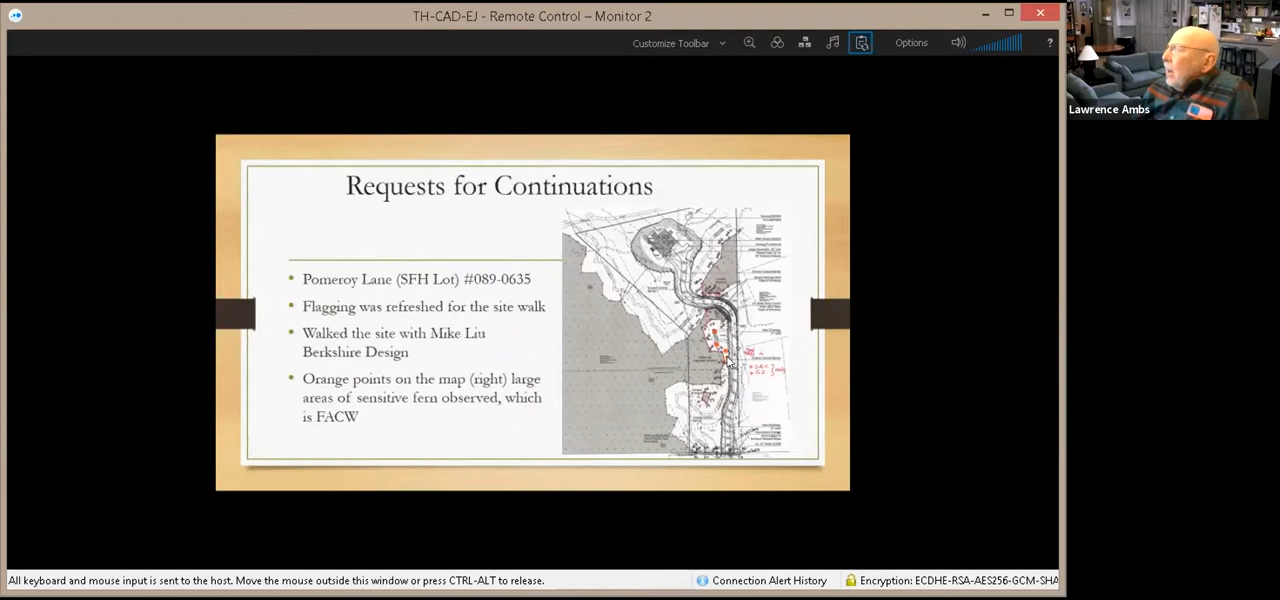 TH-CAD-EJ - Remote Control – Monitor 2
Customize Toolbar
Options
?
Lawrence Ambs
Requests for Continuations
• Pomeroy Lane (SFH Lot) #089-0635
• Flagging was refreshed for the site walk
• Walked the site with Mike Liu
Berkshire Design
• Orange points on the map (right) large
areas of sensitive fern observed, which
is FACW
All keyboard and mouse input is sent to the host. Move the mouse outside this window or press CTRL-ALT to release.
Connection Alert History
Encryption: ECDHE-RSA-AES256-GCM-SHA